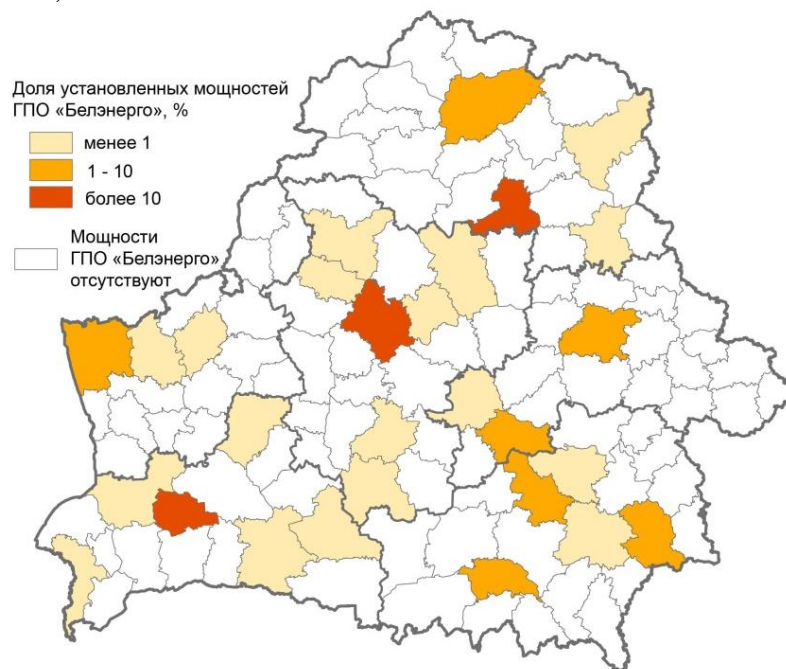 Доля установленных мощностей
ГПО «Белэнерго», %
менее 1
1 - 10
более 10
Мощности
ГПО «Белэнерго»
отсутствуют